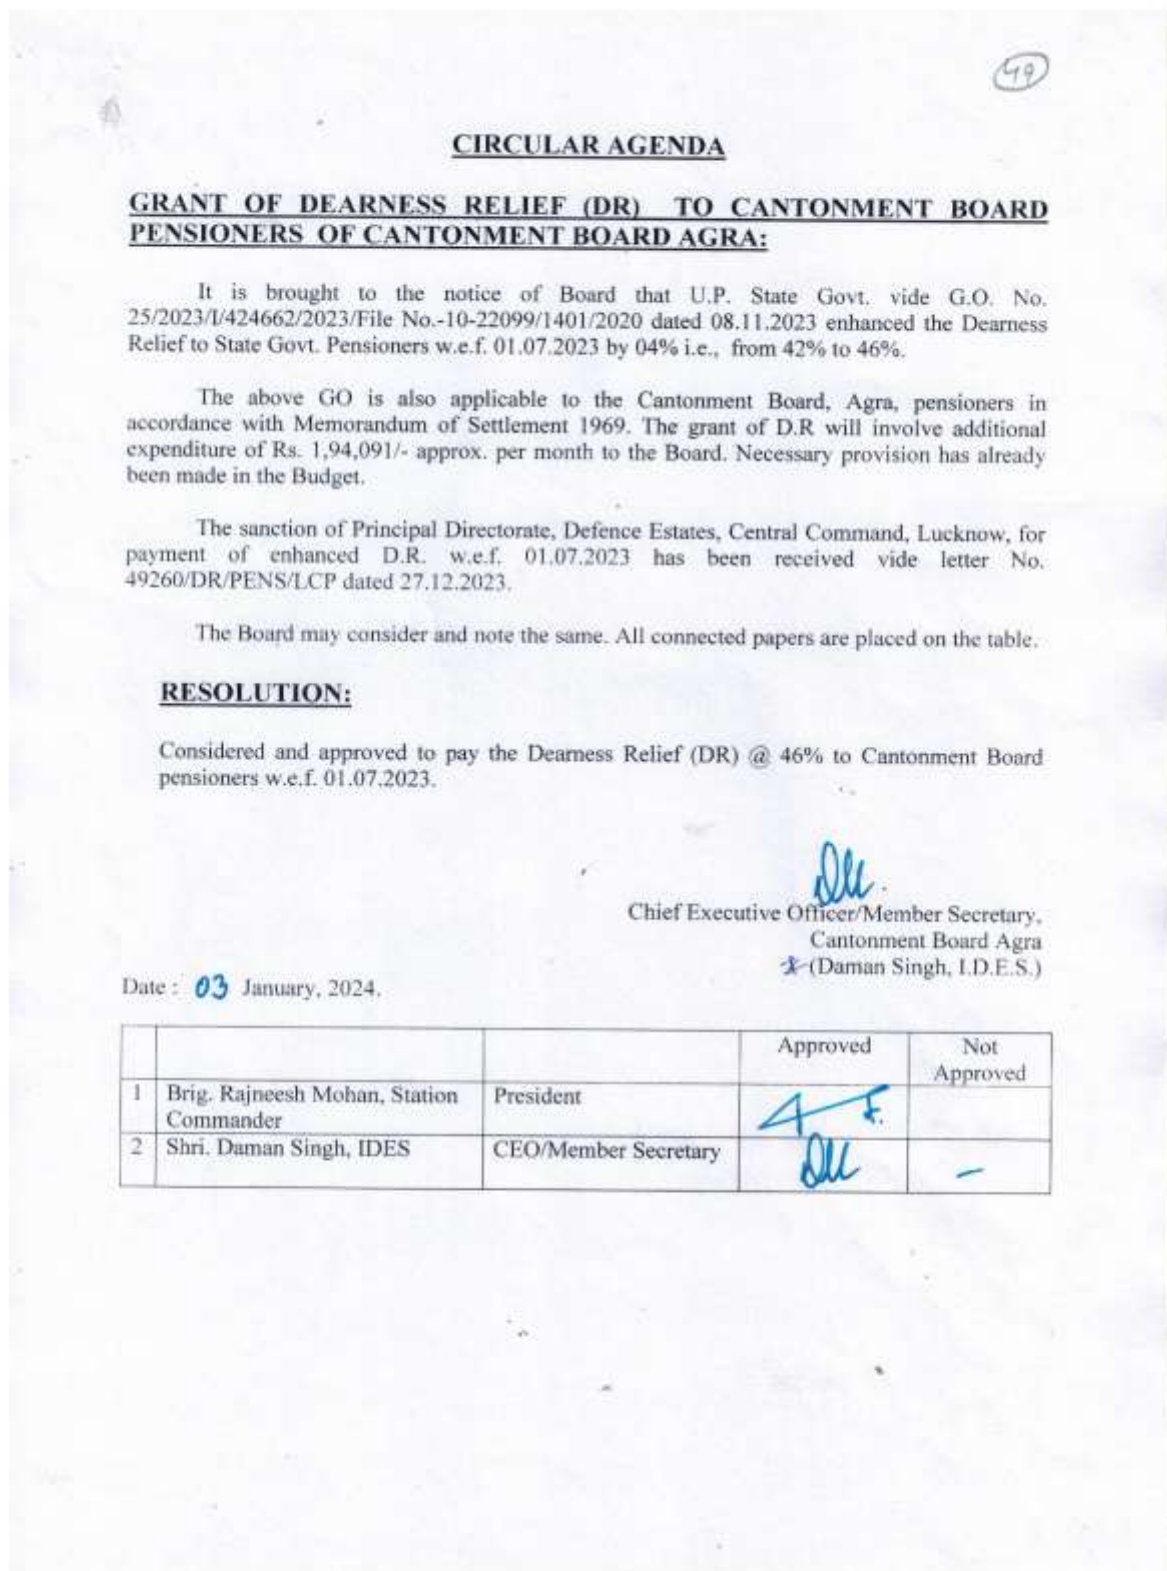 49
CIRCULAR AGENDA
GRANT OF DEARNESS RELIEF (DR) TO CANTONMENT BOARD
PENSIONERS OF CANTONMENT BOARD AGRA:
It is brought to the notice of Board that U.P. State Govt. vide G.O. No.
25/2023/I/424662/2023/File No.-10-22099/1401/2020 dated 08.11.2023 enhanced the Dearness
Relief to State Govt. Pensioners w.e.f. 01.07.2023 by 04% i.e., from 42% to 46%.
The above GO is also applicable to the Cantonment Board, Agra, pensioners in
accordance with Memorandum of Settlement 1969. The grant of D.R will involve additional
expenditure of Rs. 1,94,091/- approx. per month to the Board. Necessary provision has already
been made in the Budget.
The sanction of Principal Directorate, Defence Estates, Central Command, Lucknow, for
payment of enhanced D.R. w.e.f. 01.07.2023 has been received vide letter No.
49260/DR/PENS/LCP dated 27.12.2023.
The Board may consider and note the same. All connected papers are placed on the table.
RESOLUTION:
Considered and approved to pay the Dearness Relief (DR) @ 46% to Cantonment Board
pensioners w.e.f. 01.07.2023.
Chief Executive Officer/Member Secretary,
Cantonment Board Agra
(Daman Singh, I.D.E.S.)
Date : 03 January, 2024.
Approved Not
Approved
1 Brig. Rajneesh Mohan, Station President
Commander
2 Shri. Daman Singh, IDES CEO/Member Secretary –